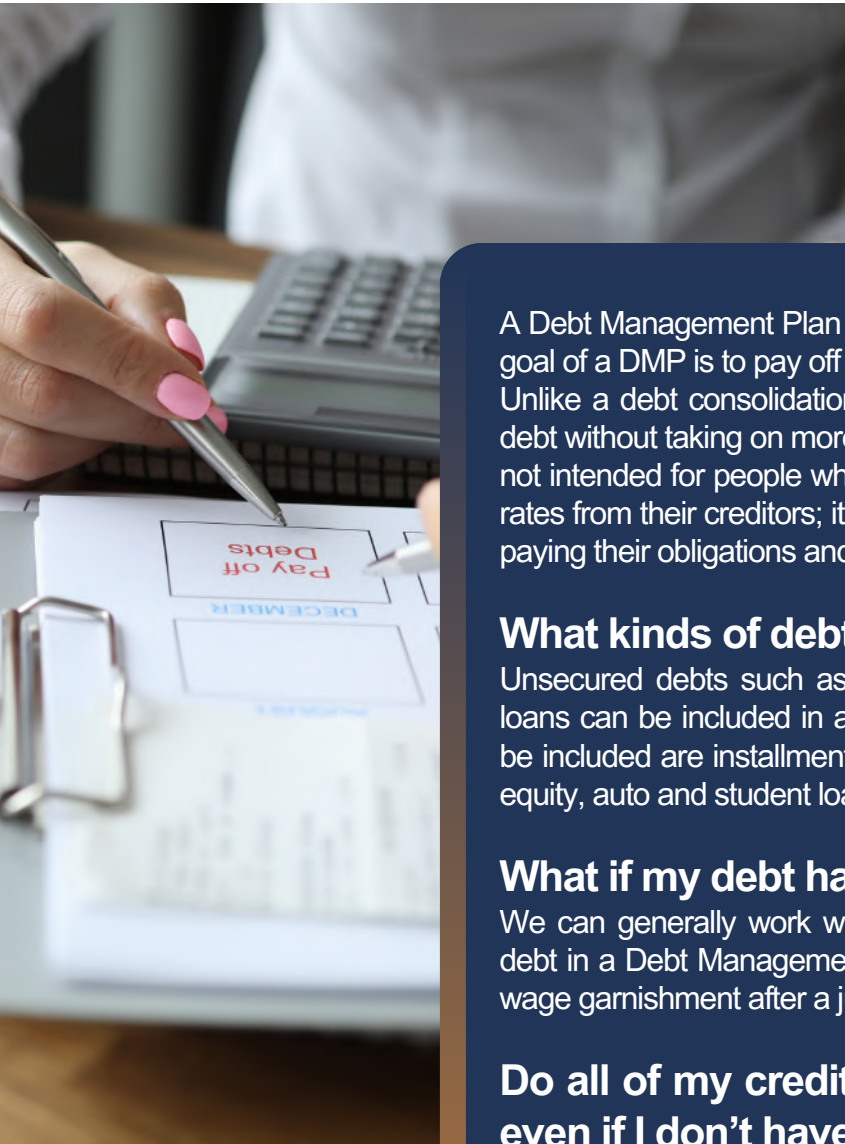 Pay off
Debts
DECEMBER
AUGUST
A Debt Management Plan
goal of a DMP is to pay off
Unlike a debt consolidation
debt without taking on more
not intended for people wh
rates from their creditors; it
paying their obligations and
What kinds of debt
Unsecured debts such as
loans can be included in a
be included are installment
equity, auto and student loa
What if my debt ha
We can generally work w
debt in a Debt Manageme
wage garnishment after a j
Do all of my credit
even if I don't have